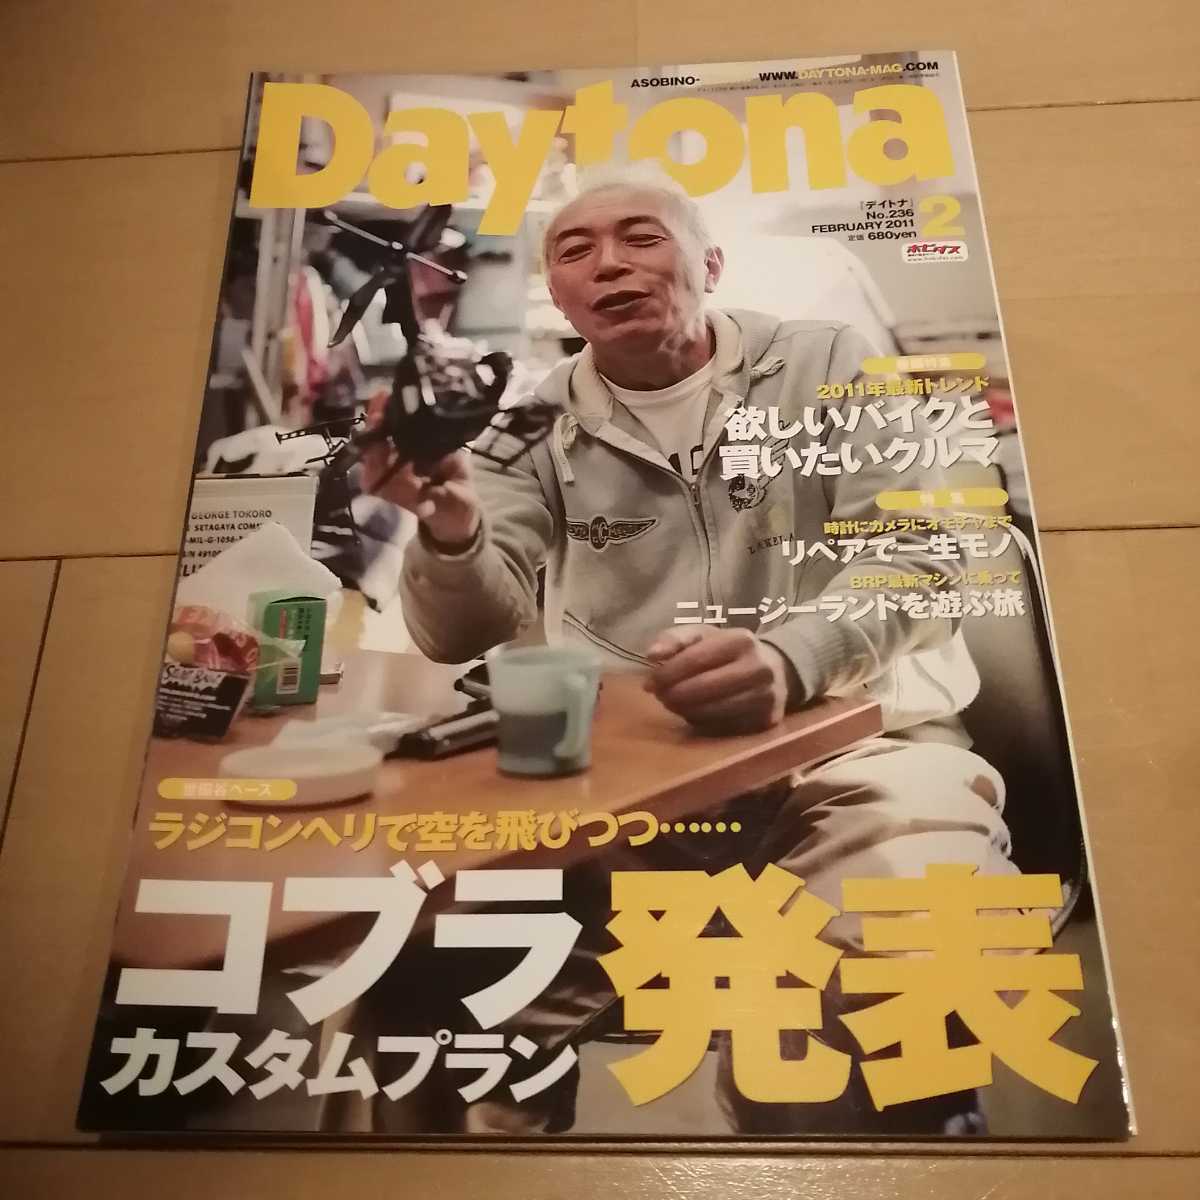 ASOBINO-
WWW.DAYTONA-MAG.COM
Daytona
『デイトナ』
No.236
FEBRUARY 2011
定価 680yen
2
ホビダス
2011年最新トレンド
欲しいバイクと
買いたいクルマ
特集
時計にカメラにオモチャまで
リペアで一生モノ
BRP最新マシンに乗って
ニュージーランドを遊ぶ旅
GEORGE TOKORO
SETAGAYA
世田谷ベース
ラジコンヘリで空を飛びつつ……
コブラ
発表
カスタムプラン